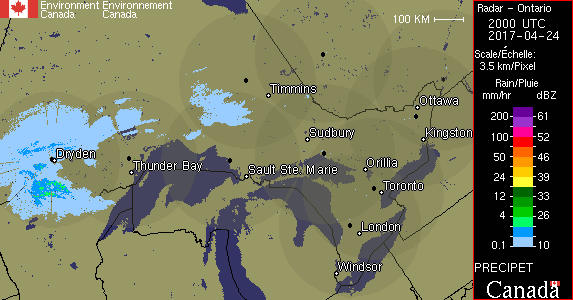 Environment Environnement
Canada Canada
100 KM
Timmins
Ottawa
Sudbury
Kingston
Dryden
Thunder Bay
Sault Ste. Marie
Orillia
Toronto
London
Windsor
Radar - Ontario
2000 UTC
2017-04-24
Scale/Échelle:
3.5 km/Pixel
Rain/Pluie
mm/hr dBZ
200 61
100 52
50 46
24 39
12 33
4 26
0.1 10
PRECIPET
Canada